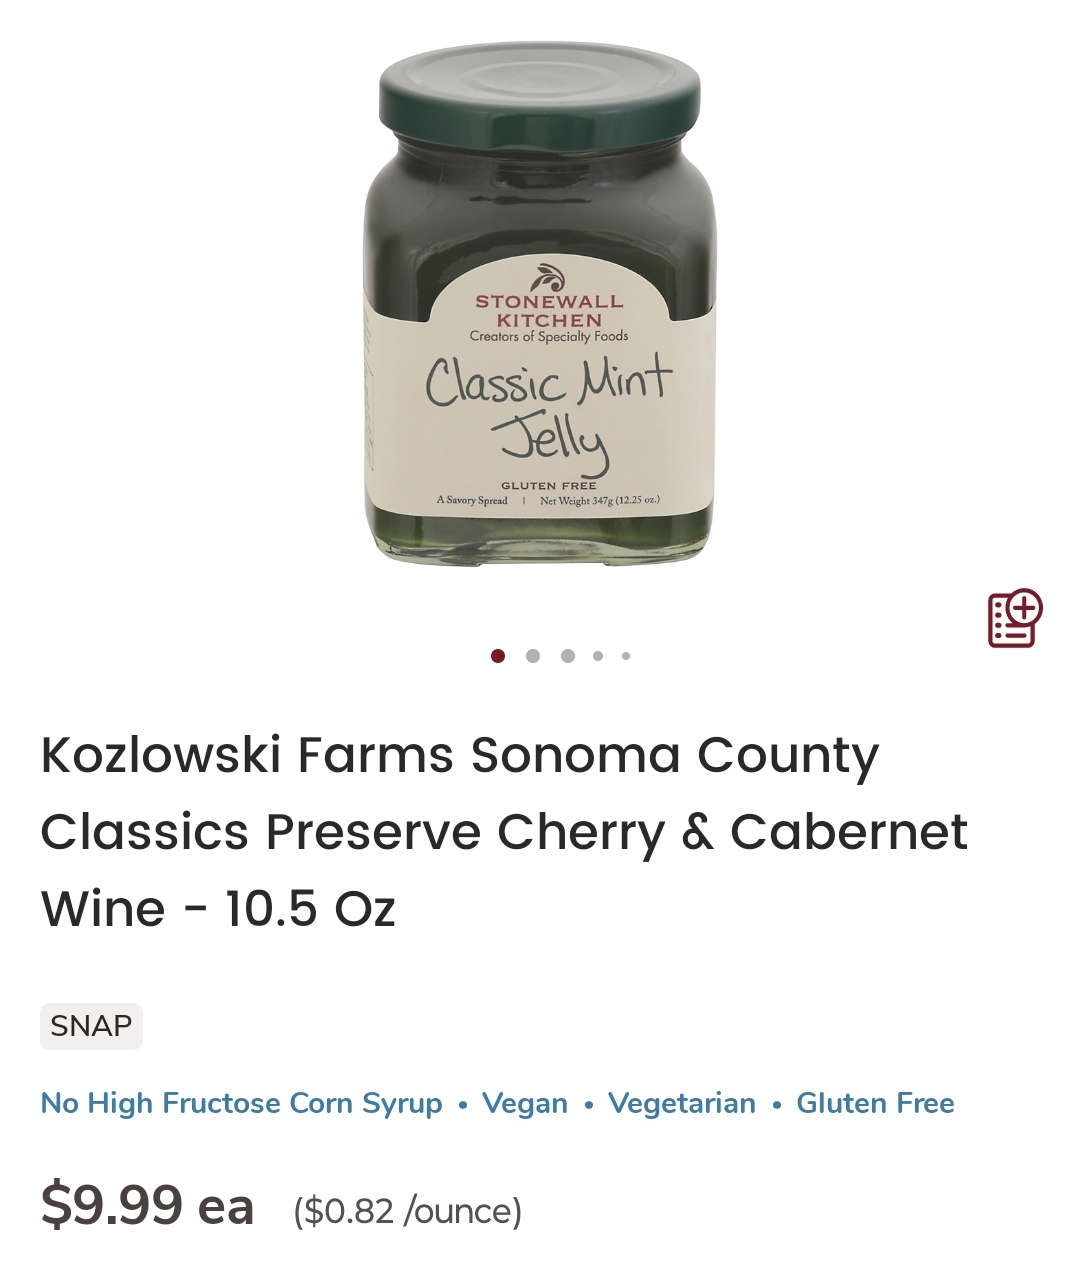 STONEWALL
KITCHEN
Creators of Specialty Foods
Classic Mint
Jelly
GLUTEN FREE
A Savory Spread | Net Weight 347g (12.25 oz.)
Kozlowski Farms Sonoma County
Classics Preserve Cherry & Cabernet
Wine - 10.5 Oz
SNAP
No High Fructose Corn Syrup • Vegan • Vegetarian • Gluten Free
$9.99 ea ($0.82 /ounce)